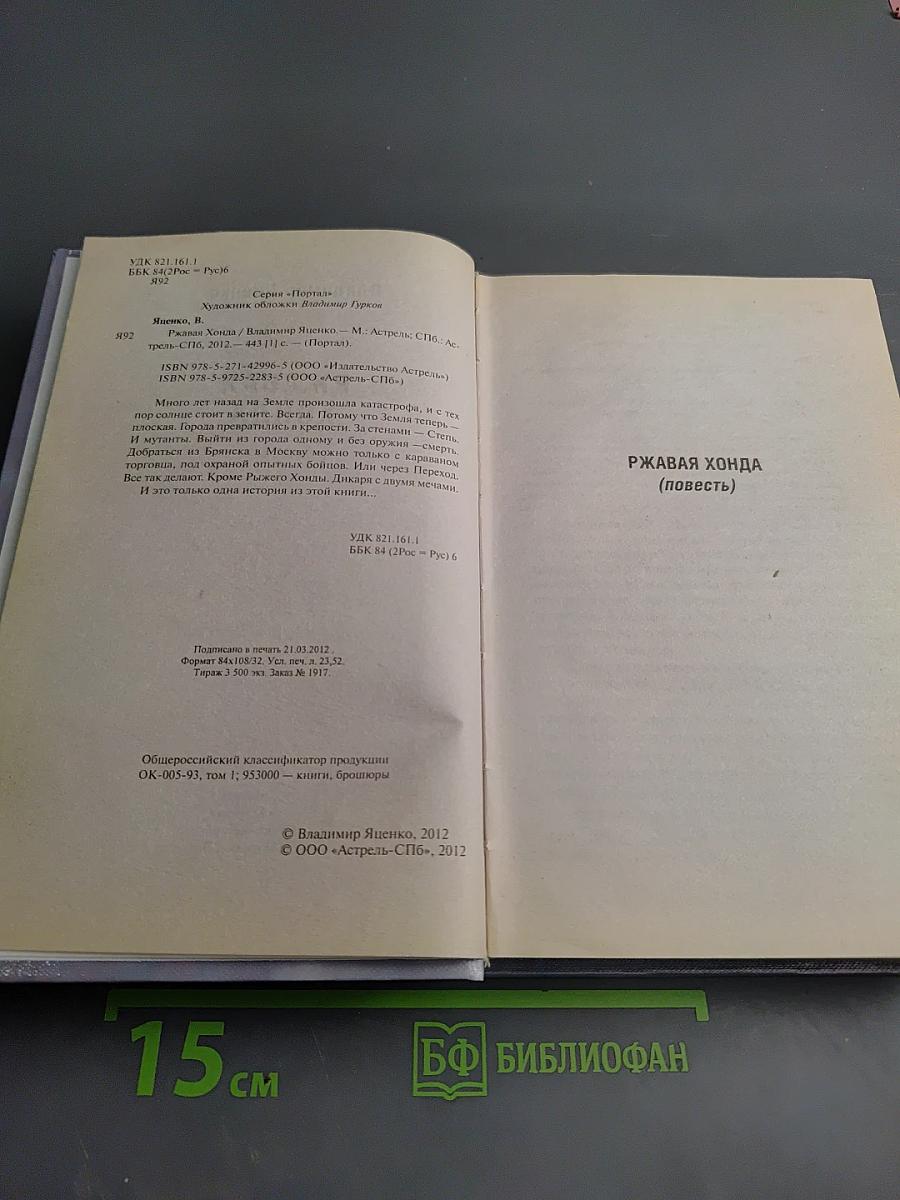 УДК 821.161.1
ББК 84(2Рос = Рус)6
Я92
Серия «Портал»
Художник обложки Владимир Гурков
Яценко, В.
Я92 Ржавая Хонда / Владимир Яценко.— М.: Астрель; СПб.: Ас-
трель-СПб, 2012.— 443 [1] с. — (Портал).
ISBN 978-5-271-42996-5 (ООО «Издательство Астрель»)
ISBN 978-5-9725-2283-5 (ООО «Астрель-СПб»)
Много лет назад на Земле произошла катастрофа, и с тех
пор солнце стоит в зените. Всегда. Потому что Земля теперь —
плоская. Города превратились в крепости. За стенами — Степь.
И мутанты. Выйти из города одному и без оружия —смерть.
Добраться из Брянска в Москву можно только с караваном
торговца, под охраной опытных бойцов. Или через Переход.
Все так делают. Кроме Рыжего Хонды. Дикаря с двумя мечами.
И это только одна история из этой книги...
УДК 821.161.1
ББК 84 (2Рос = Рус) 6
Подписано в печать 21.03.2012 .
Формат 84x108/32. Усл. печ. л. 23,52.
Тираж 3 500 экз. Заказ № 1917.
Общероссийский классификатор продукции
ОК-005-93, том 1; 953000 — книги, брошюры
© Владимир Яценко, 2012
© ООО «Астрель-СПб», 2012
РЖАВАЯ ХОНДА
(повесть)
15 см
БФ БИБЛИОФАН